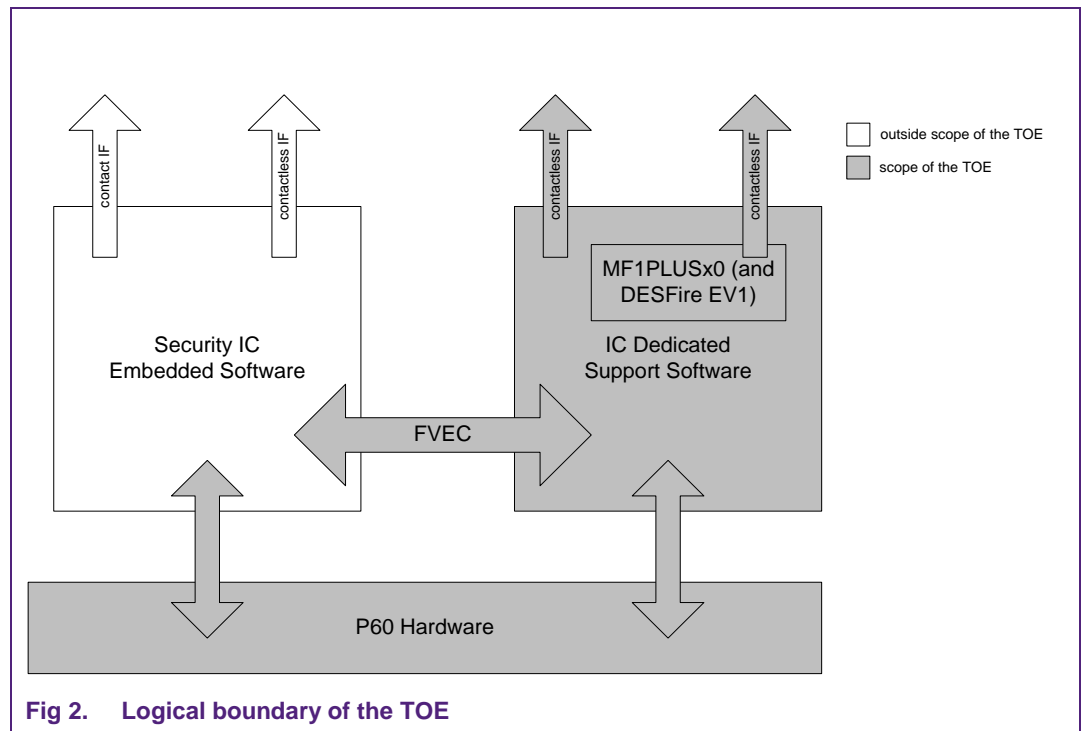 contact IF
contactless IF
contactless IF
contactless IF
outside scope of the TOE
scope of the TOE
MF1PLUSx0 (and
DESFire EV1)
Security IC
Embedded Software
IC Dedicated
Support Software
FVEC
P60 Hardware
Fig 2. Logical boundary of the TOE